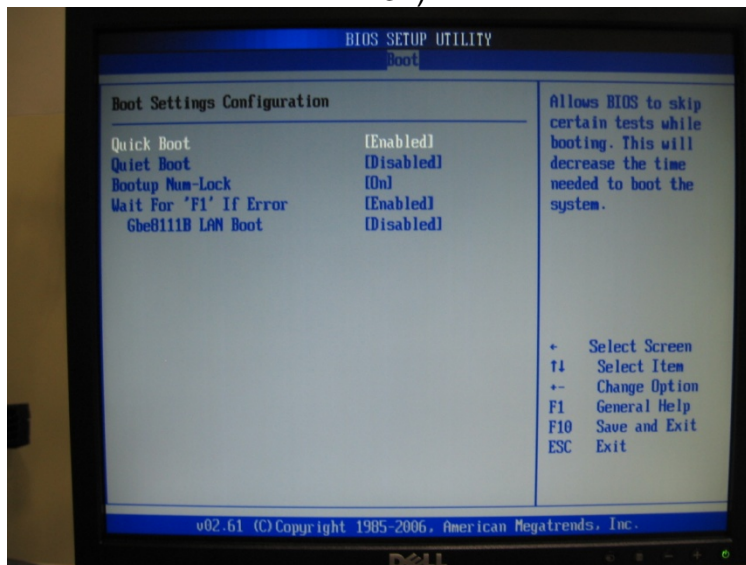 BIOS SETUP UTILITY
Boot
Boot Settings Configuration
Quick Boot [Enabled]
Quiet Boot [Disabled]
Bootup Num-Lock [On]
Wait For 'F1' If Error [Enabled]
Gbe8111B LAN Boot [Disabled]
Allows BIOS to skip
certain tests while
booting. This will
decrease the time
needed to boot the
system.
← Select Screen
↑↓ Select Item
+- Change Option
F1 General Help
F10 Save and Exit
ESC Exit
v02.61 (C)Copyright 1985-2006, American Megatrends, Inc.
DELL